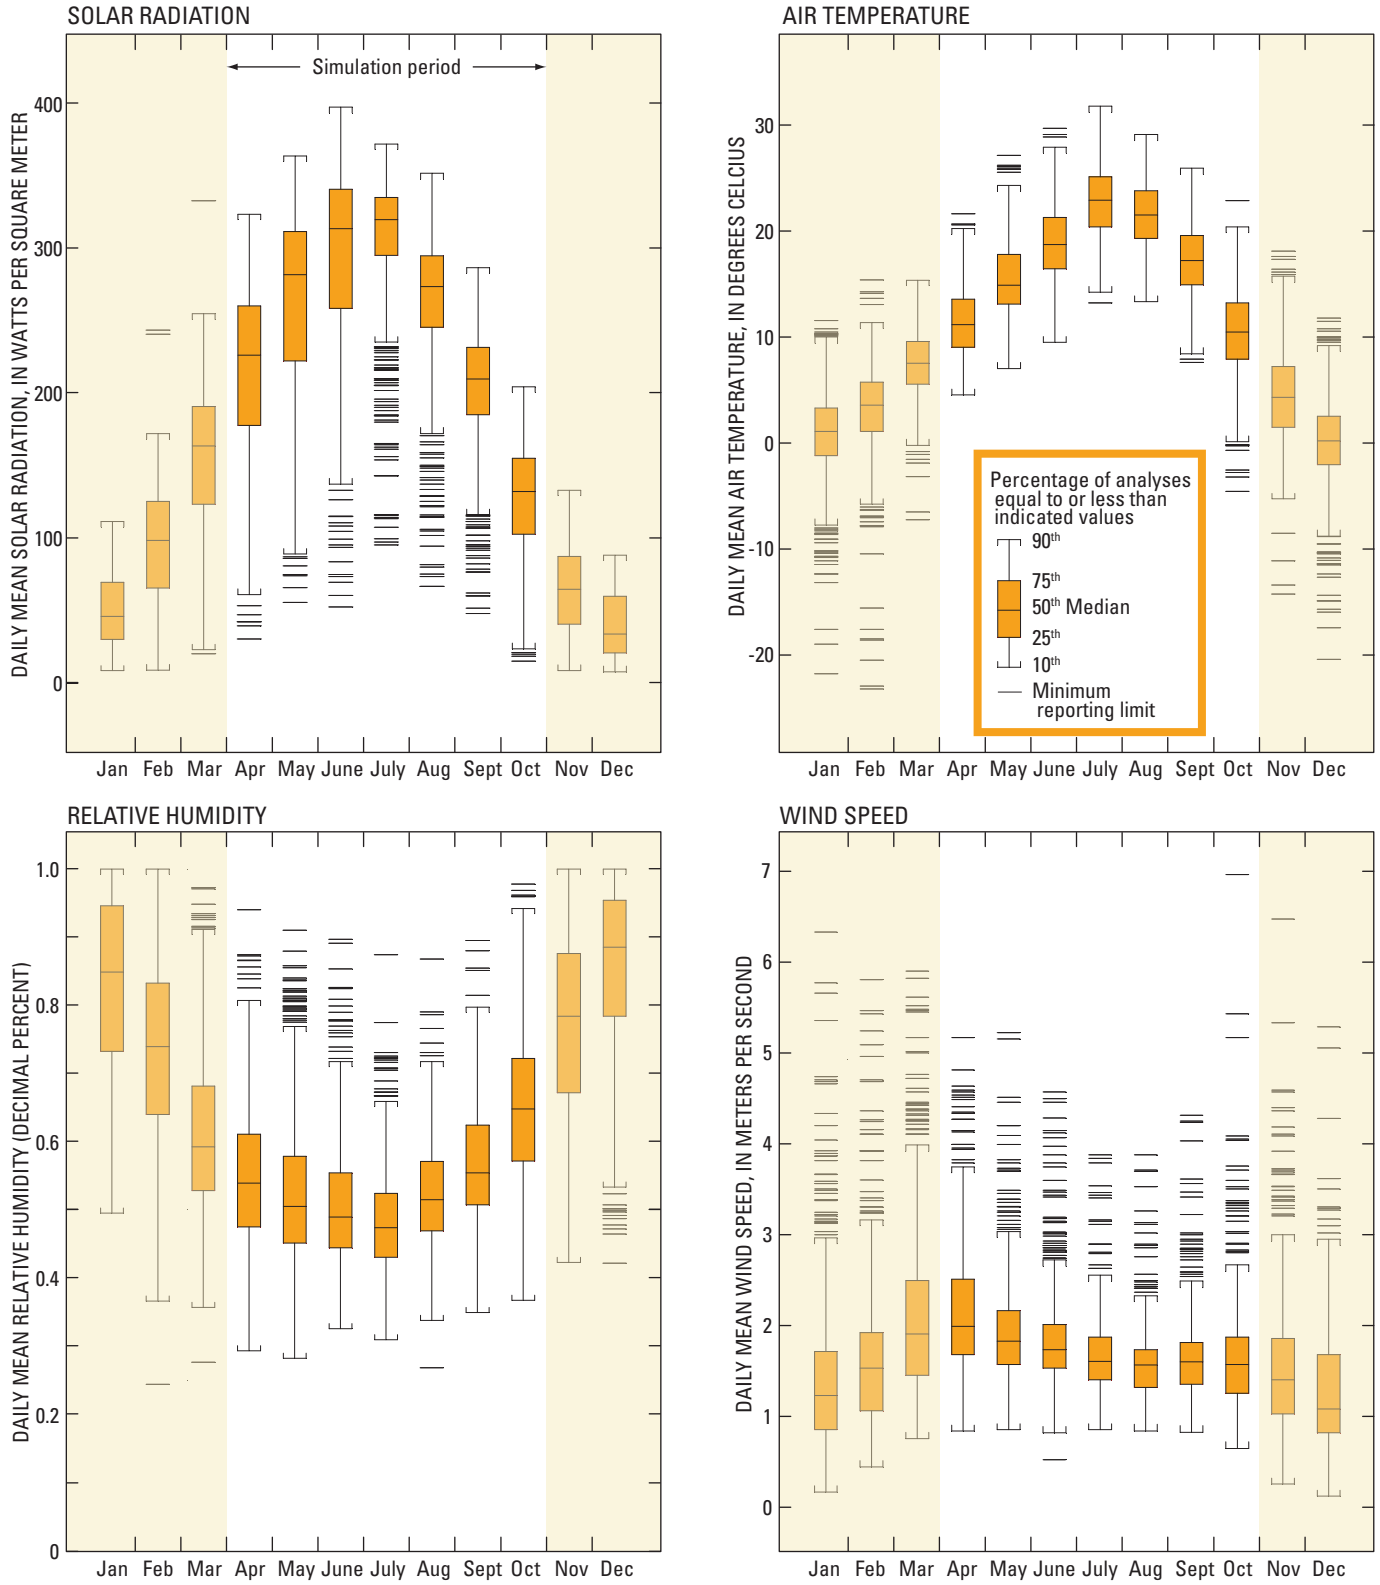 SOLAR RADIATION
DAILY MEAN SOLAR RADIATION, IN WATTS PER SQUARE METER
400
300
200
100
0
Simulation period
Jan Feb Mar Apr May June July Aug Sept Oct Nov Dec
AIR TEMPERATURE
DAILY MEAN AIR TEMPERATURE, IN DEGREES CELCIUS
30
20
10
0
-10
-20
Percentage of analyses
equal to or less than
indicated values
90th
75th
50th Median
25th
10th
Minimum
reporting limit
Jan Feb Mar Apr May June July Aug Sept Oct Nov Dec
RELATIVE HUMIDITY
DAILY MEAN RELATIVE HUMIDITY (DECIMAL PERCENT)
1.0
0.8
0.6
0.4
0.2
0
Jan Feb Mar Apr May June July Aug Sept Oct Nov Dec
WIND SPEED
DAILY MEAN WIND SPEED, IN METERS PER SECOND
7
6
5
4
3
2
1
0
Jan Feb Mar Apr May June July Aug Sept Oct Nov Dec